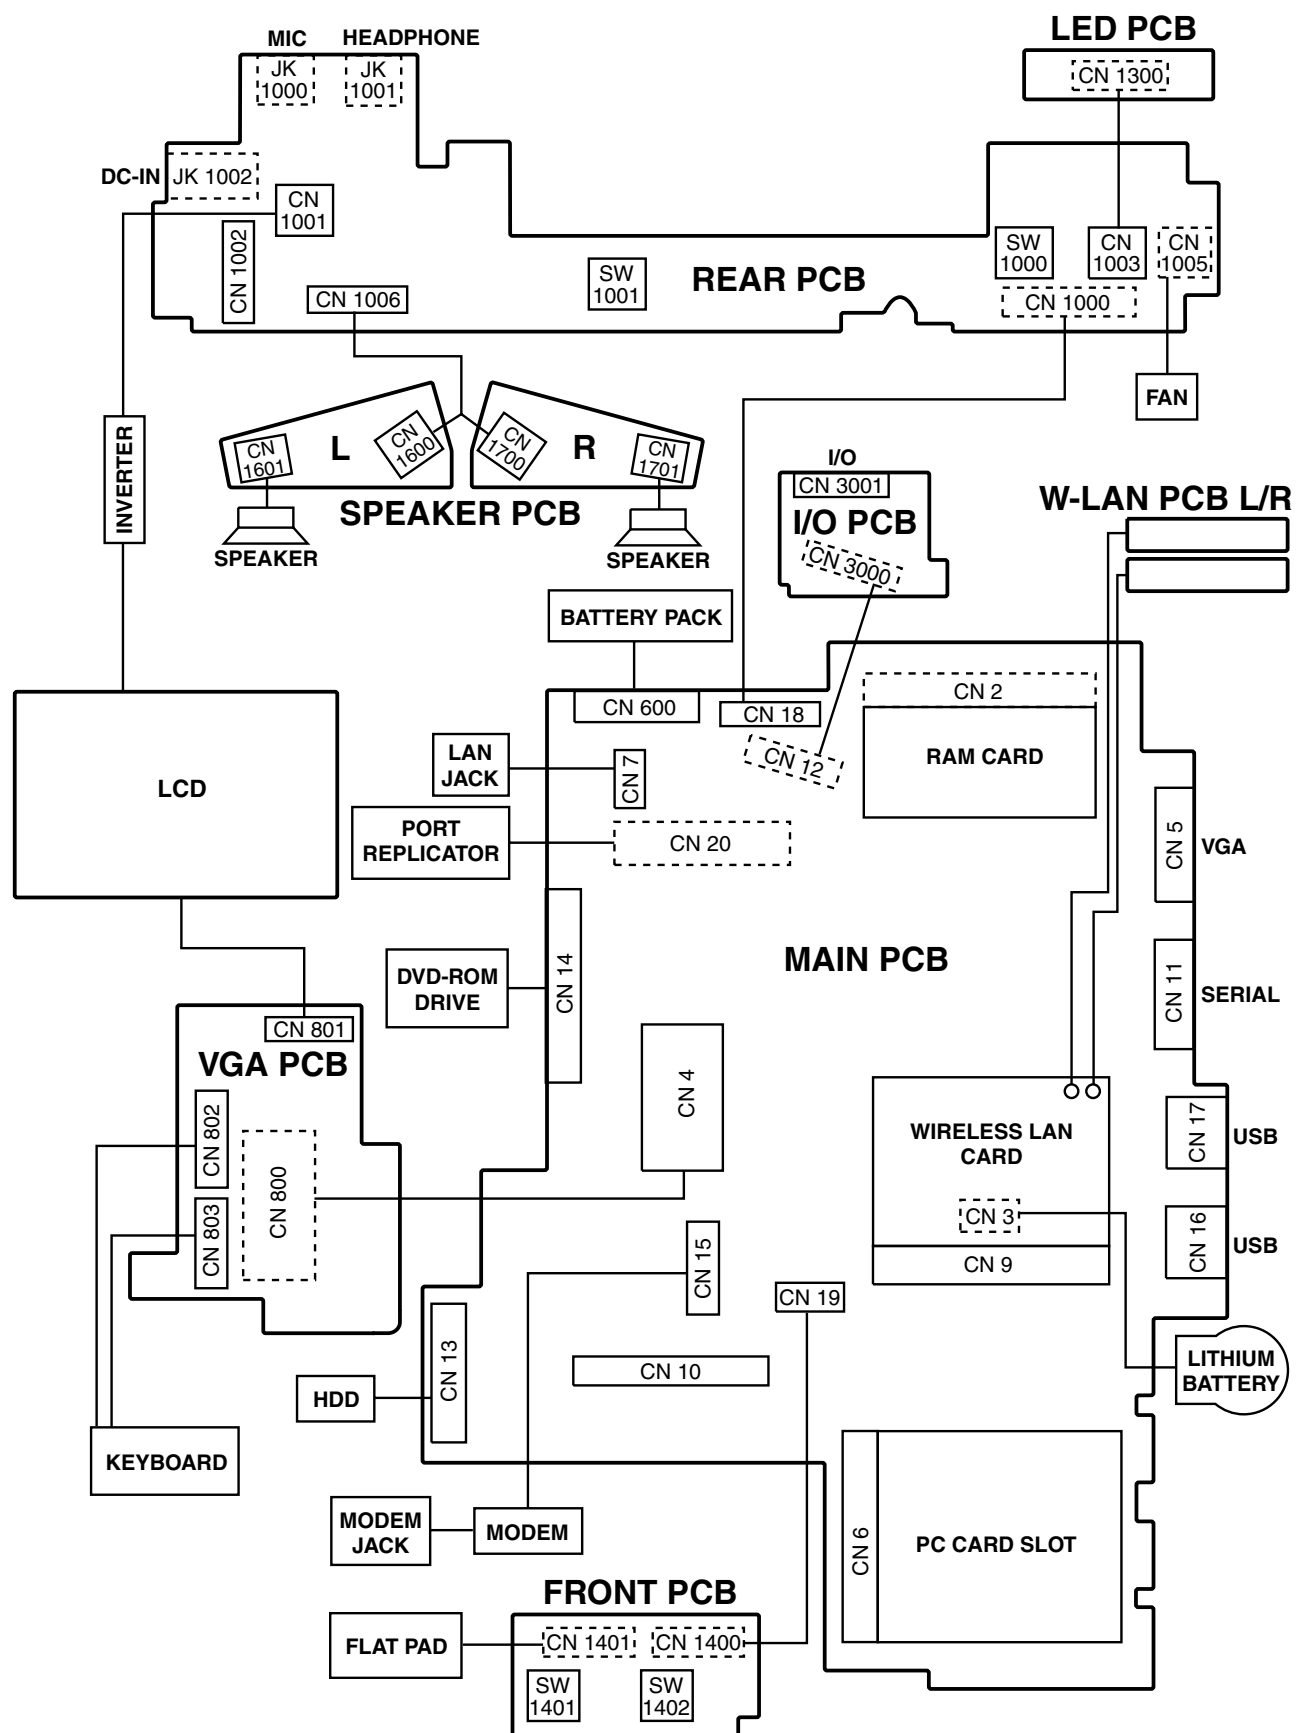 LED PCB
MIC
HEADPHONE
JK
1000
JK
1001
CN 1300
DC-IN
JK 1002
CN
1001
CN 1002
CN 1006
SW
1001
REAR PCB
SW
1000
CN
1003
CN
1005
CN 1000
FAN
INVERTER
L
R
CN
1601
CN
1600
CN
1700
CN
1701
SPEAKER PCB
SPEAKER
SPEAKER
I/O
CN 3001
I/O PCB
CN 3000
W-LAN PCB L/R
BATTERY PACK
CN 600
CN 18
CN 12
CN 2
RAM CARD
LCD
LAN
JACK
CN 7
PORT
REPLICATOR
CN 20
CN 5
VGA
DVD-ROM
DRIVE
CN 14
MAIN PCB
CN 11
SERIAL
CN 801
VGA PCB
CN 4
CN 802
CN 800
CN 803
WIRELESS LAN
CARD
CN 3
CN 9
CN 17
USB
CN 16
USB
CN 15
CN 19
CN 13
CN 10
HDD
LITHIUM
BATTERY
KEYBOARD
MODEM
JACK
MODEM
CN 6
PC CARD SLOT
FRONT PCB
FLAT PAD
CN 1401
CN 1400
SW
1401
SW
1402